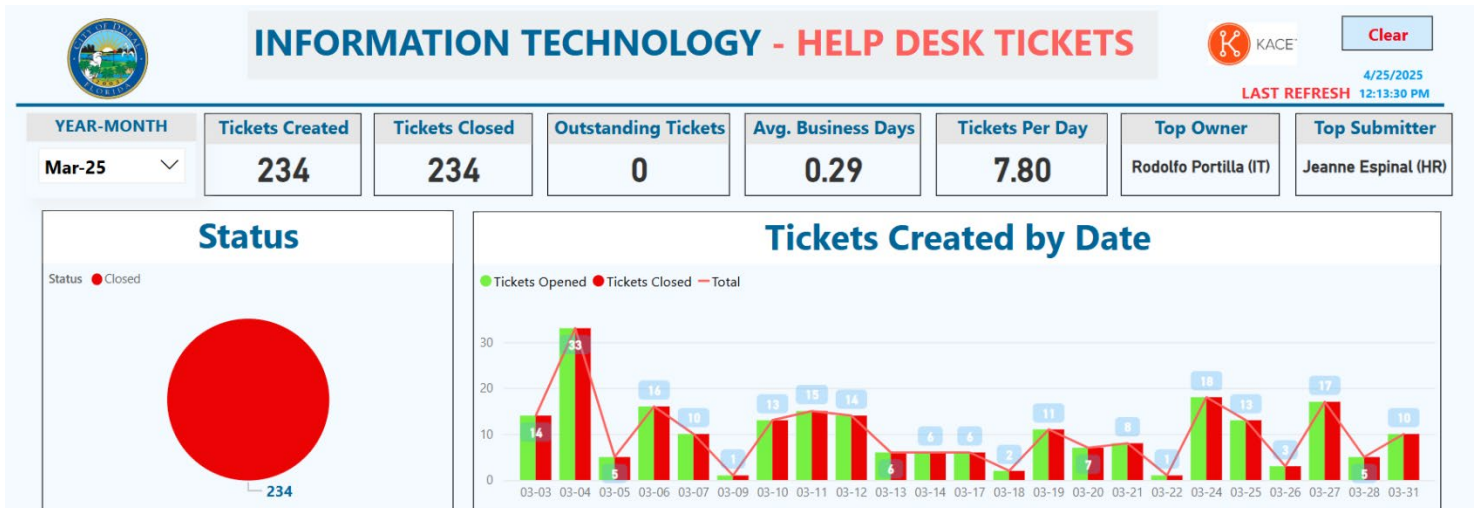 CITY OF DORAL
FLORIDA
INFORMATION TECHNOLOGY - HELP DESK TICKETS
KACE
Clear
4/25/2025
LAST REFRESH 12:13:30 PM
YEAR-MONTH
Mar-25
Tickets Created
234
Tickets Closed
234
Outstanding Tickets
0
Avg. Business Days
0.29
Tickets Per Day
7.80
Top Owner
Rodolfo Portilla (IT)
Top Submitter
Jeanne Espinal (HR)
Status
Status Closed
234
Tickets Created by Date
Tickets Opened Tickets Closed Total
30
20
10
0
14 33 5 16 10 1 13 15 14 6 6 6 2 11 7 8 1 18 13 3 17 5 10
03-03 03-04 03-05 03-06 03-07 03-09 03-10 03-11 03-12 03-13 03-14 03-17 03-18 03-19 03-20 03-21 03-22 03-24 03-25 03-26 03-27 03-28 03-31